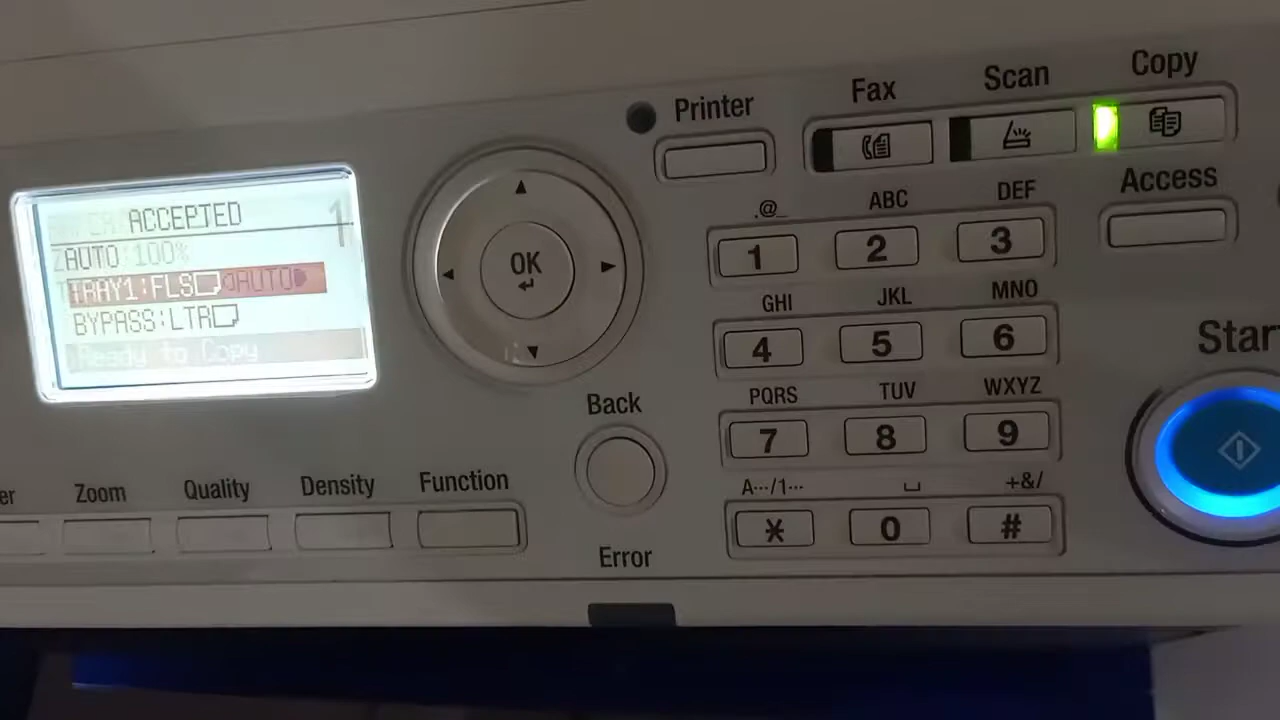 ACCEPTED
1
AUTO 100%
TRAY1:FLS AUTO
BYPASS:LTR
Ready to Copy
OK
Back
Error
Zoom
Quality
Density
Function
Printer
Fax
Scan
Copy
Access
.@_
ABC
DEF
1
2
3
GHI
JKL
MNO
4
5
6
PQRS
TUV
WXYZ
7
8
9
A···/1···
+&/
*
0
#